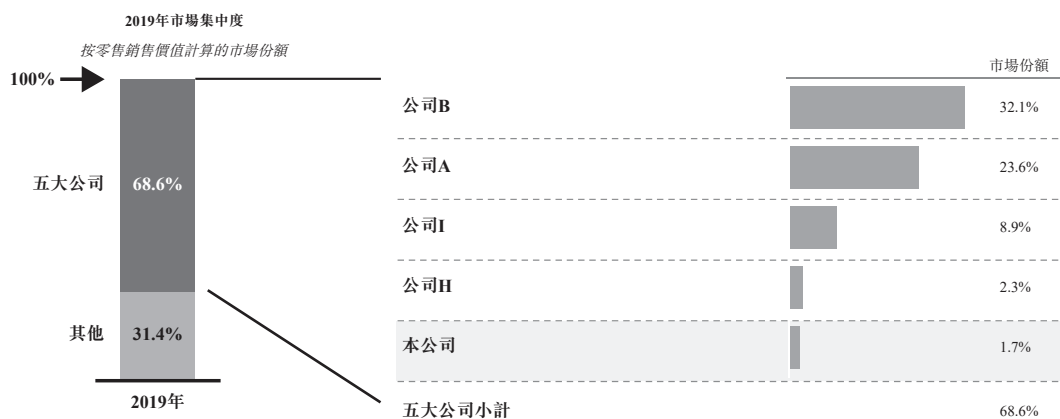 2019年市場集中度
按零售銷售價值計算的市場份額
100%
五大公司 68.6%
其他 31.4%
2019年
市場份額
公司B 32.1%
公司A 23.6%
公司I 8.9%
公司H 2.3%
本公司 1.7%
五大公司小計 68.6%